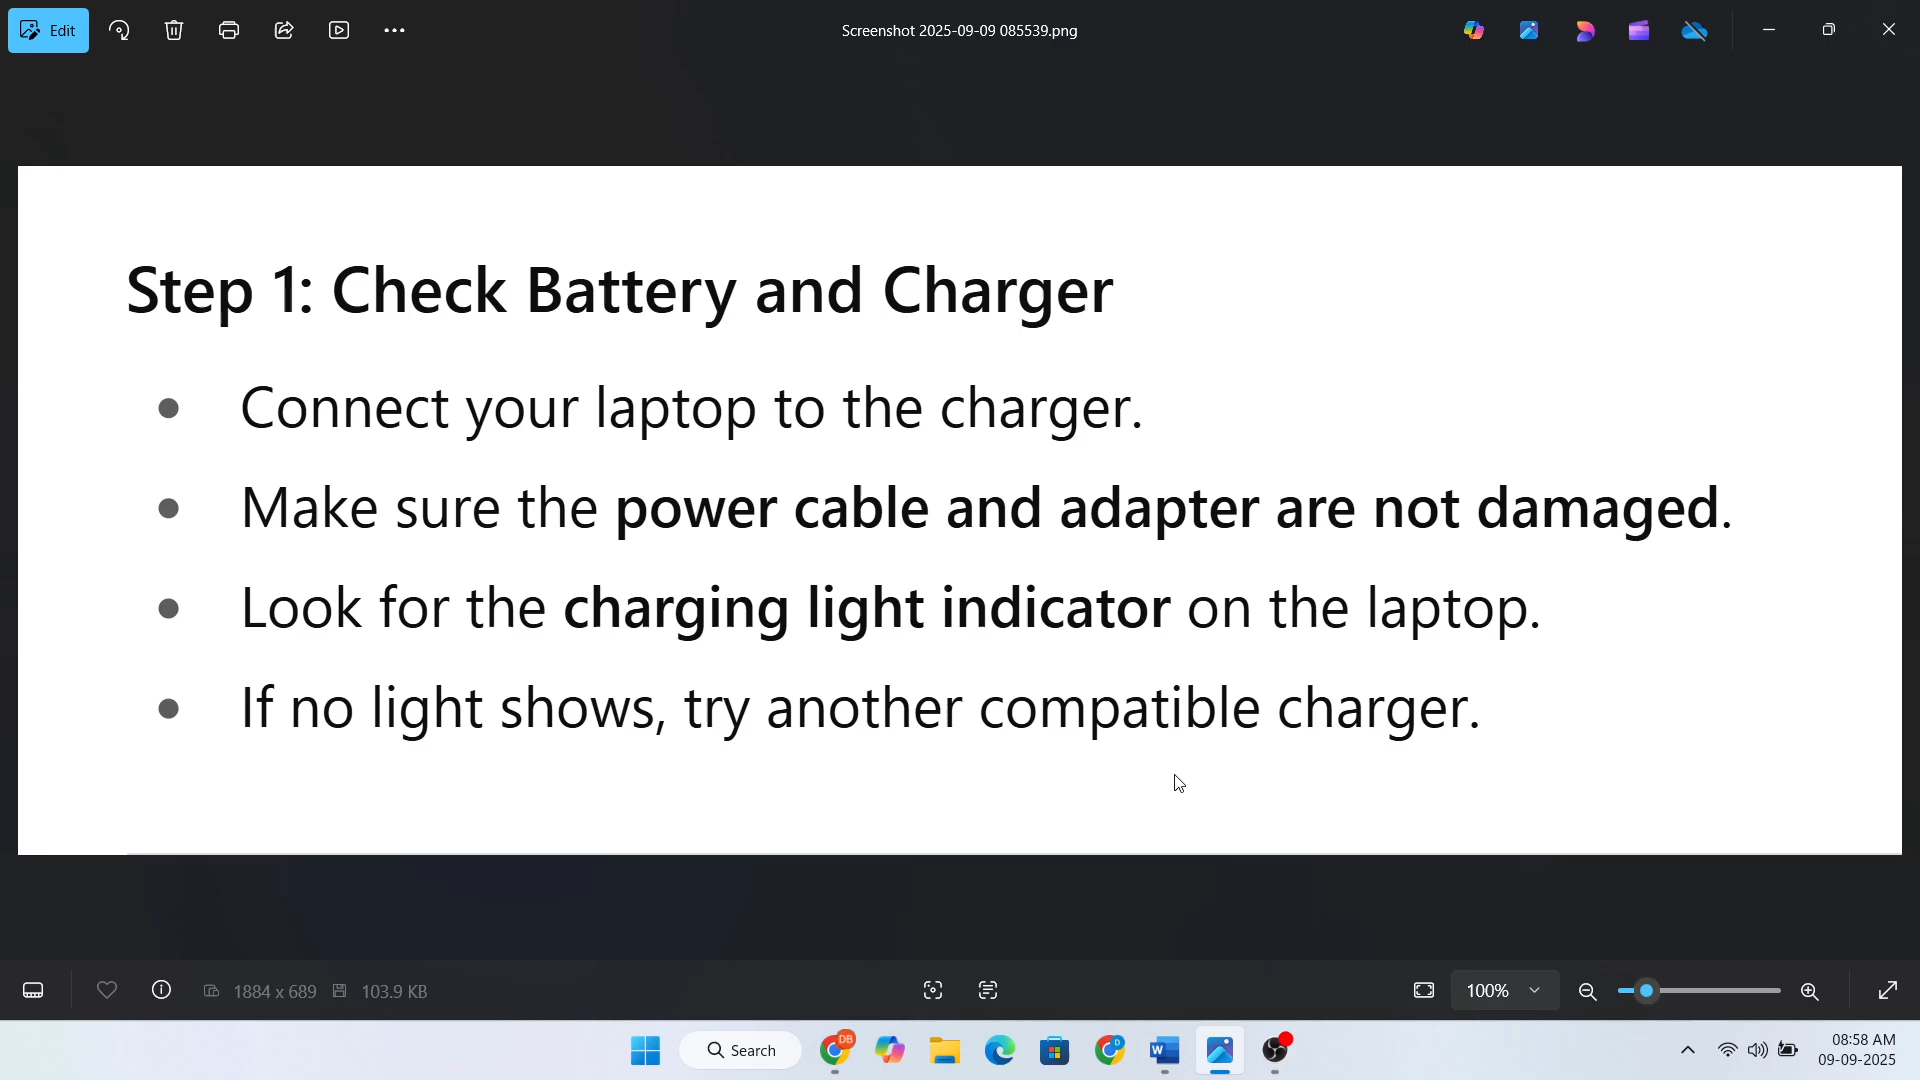 Edit
Screenshot 2025-09-09 085539.png
Step 1: Check Battery and Charger
Connect your laptop to the charger.
Make sure the power cable and adapter are not damaged.
Look for the charging light indicator on the laptop.
If no light shows, try another compatible charger.
1884 x 689
103.9 KB
100%
Search
DB
D
W
08:58 AM
09-09-2025